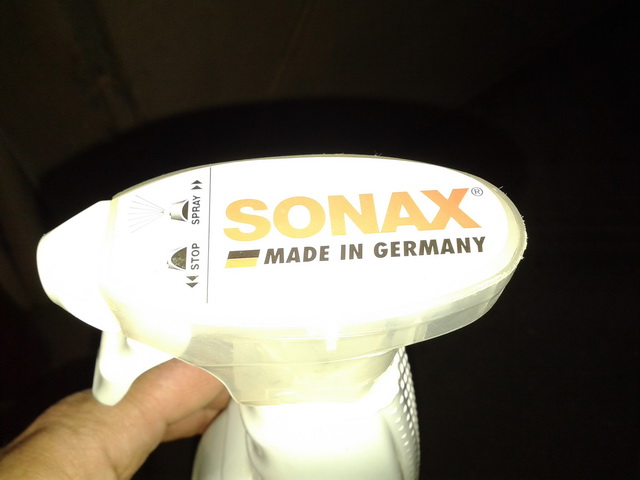 SONAX®
MADE IN GERMANY
SPRAY ▸▸
◂◂ STOP